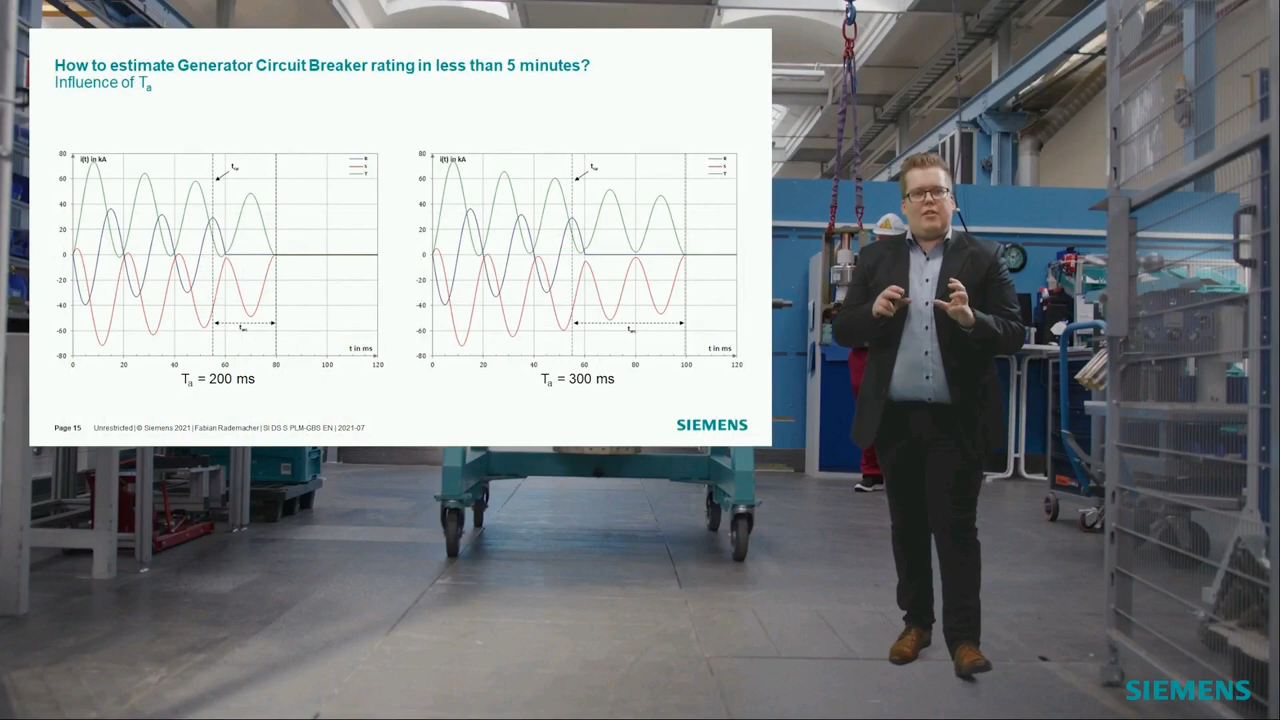 How to estimate Generator Circuit Breaker rating in less than 5 minutes?
Influence of Ta
80
60
40
20
0
-20
-40
-60
-80
i(t) in kA
tcp
R
S
T
tarc
t in ms
0
20
40
60
80
100
120
Ta = 200 ms
80
60
40
20
0
-20
-40
-60
-80
i(t) in kA
tcp
R
S
T
tarc
t in ms
0
20
40
60
80
100
120
Ta = 300 ms
Page 15 Unrestricted | © Siemens 2021 | Fabian Rademacher | SI DS S PLM-GBS EN | 2021-07
SIEMENS
SIEMENS